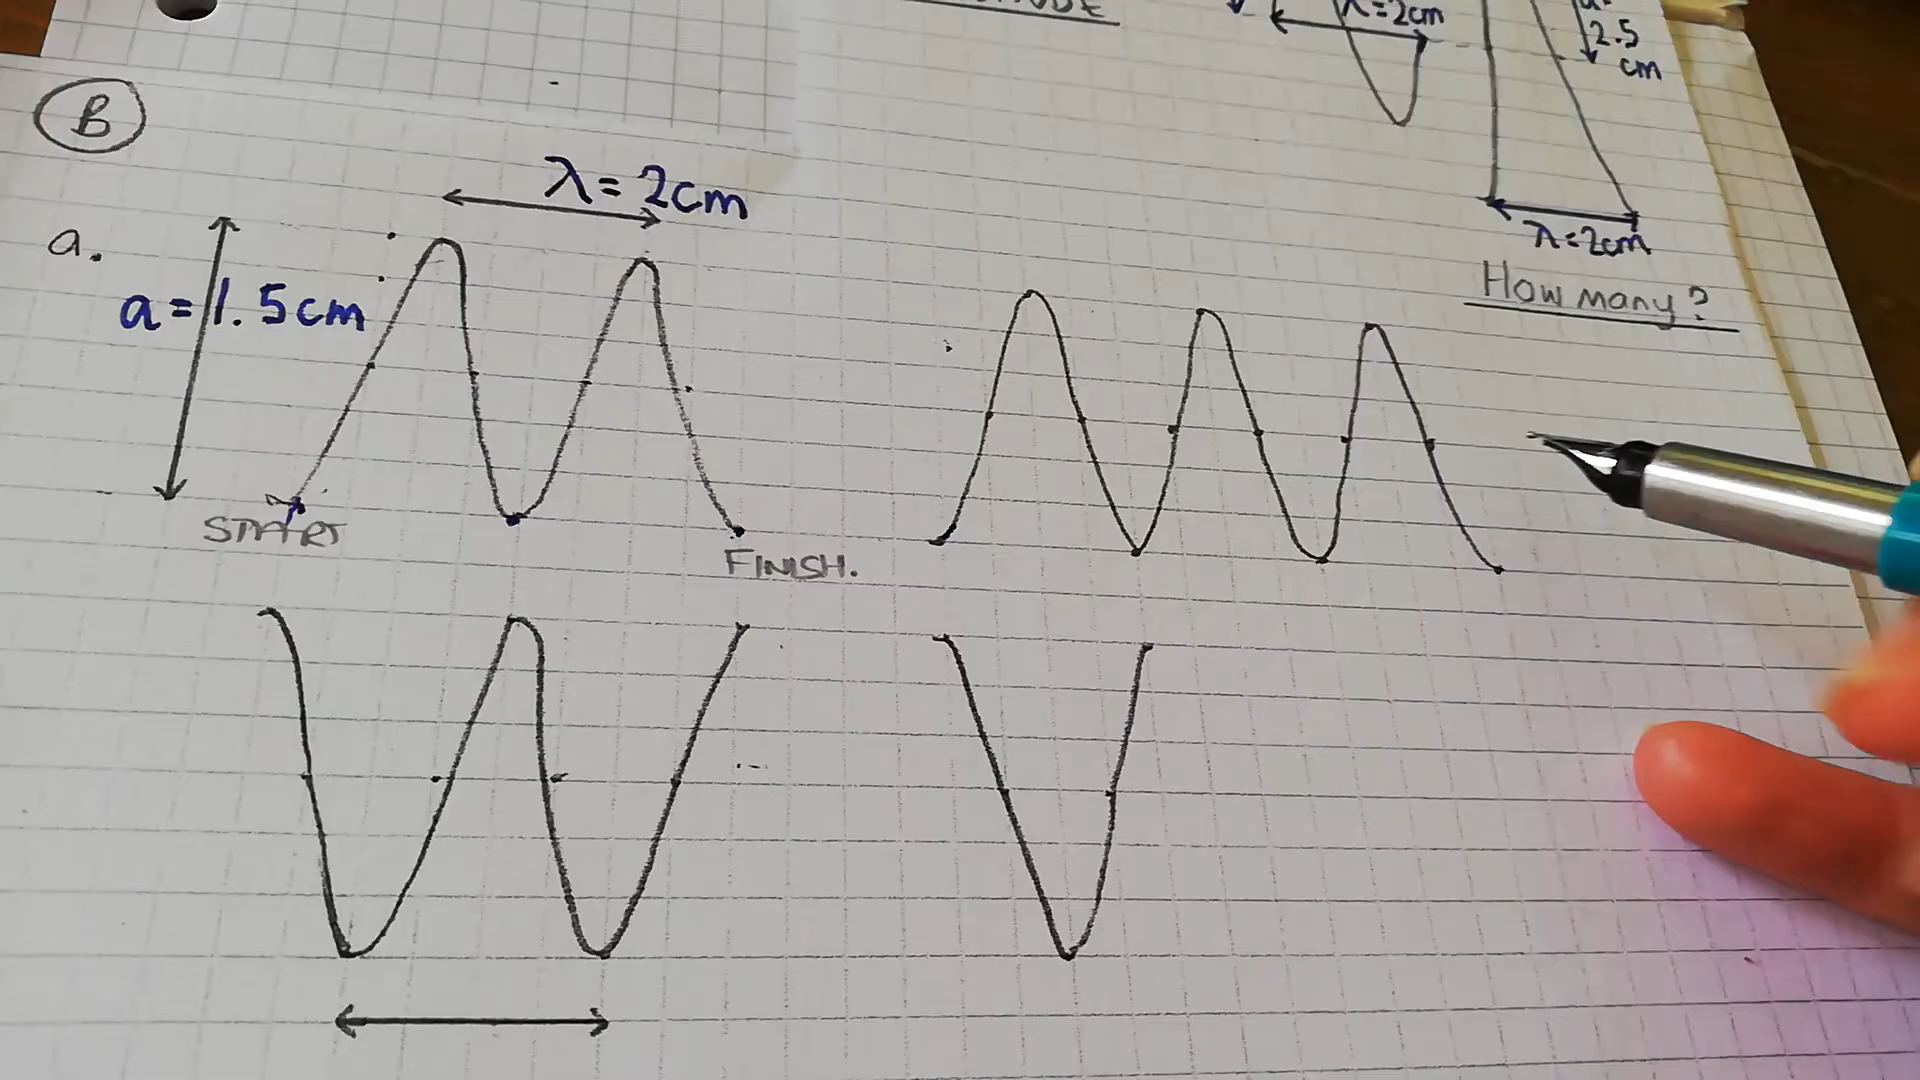 λ=2cm
2.5
cm
B
λ=2cm
λ=2cm
a.
a=1.5cm
How many?
START
FINISH.